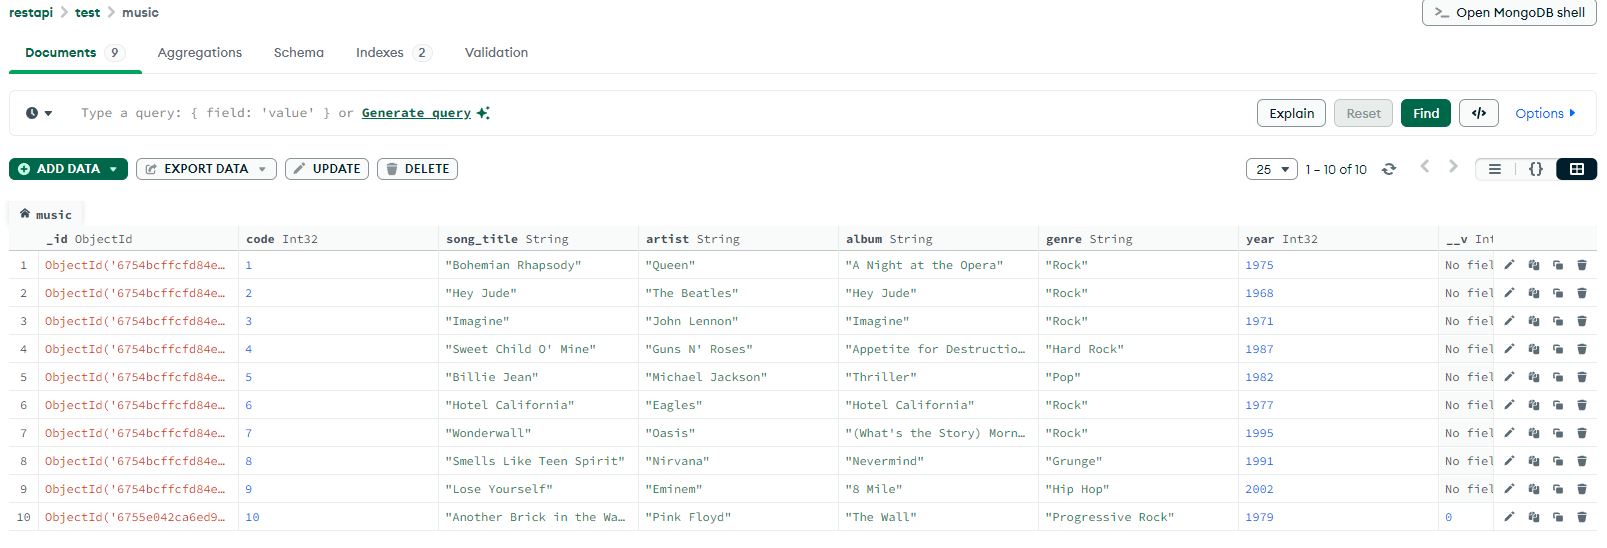 restapi > test > music
>_ Open MongoDB shell
Documents 9 Aggregations Schema Indexes 2 Validation
Type a query: { field: 'value' } or Generate query
Explain Reset Find </> Options
ADD DATA EXPORT DATA UPDATE DELETE
25 1 – 10 of 10 {}
music
_id ObjectId code Int32 song_title String artist String album String genre String year Int32 __v Int
1 ObjectId('6754bcffcfd84e… 1 "Bohemian Rhapsody" "Queen" "A Night at the Opera" "Rock" 1975 No fiel
2 ObjectId('6754bcffcfd84e… 2 "Hey Jude" "The Beatles" "Hey Jude" "Rock" 1968 No fiel
3 ObjectId('6754bcffcfd84e… 3 "Imagine" "John Lennon" "Imagine" "Rock" 1971 No fiel
4 ObjectId('6754bcffcfd84e… 4 "Sweet Child O' Mine" "Guns N' Roses" "Appetite for Destructio… "Hard Rock" 1987 No fiel
5 ObjectId('6754bcffcfd84e… 5 "Billie Jean" "Michael Jackson" "Thriller" "Pop" 1982 No fiel
6 ObjectId('6754bcffcfd84e… 6 "Hotel California" "Eagles" "Hotel California" "Rock" 1977 No fiel
7 ObjectId('6754bcffcfd84e… 7 "Wonderwall" "Oasis" "(What's the Story) Morn… "Rock" 1995 No fiel
8 ObjectId('6754bcffcfd84e… 8 "Smells Like Teen Spirit" "Nirvana" "Nevermind" "Grunge" 1991 No fiel
9 ObjectId('6754bcffcfd84e… 9 "Lose Yourself" "Eminem" "8 Mile" "Hip Hop" 2002 No fiel
10 ObjectId('6755e042ca6ed9… 10 "Another Brick in the Wa… "Pink Floyd" "The Wall" "Progressive Rock" 1979 0